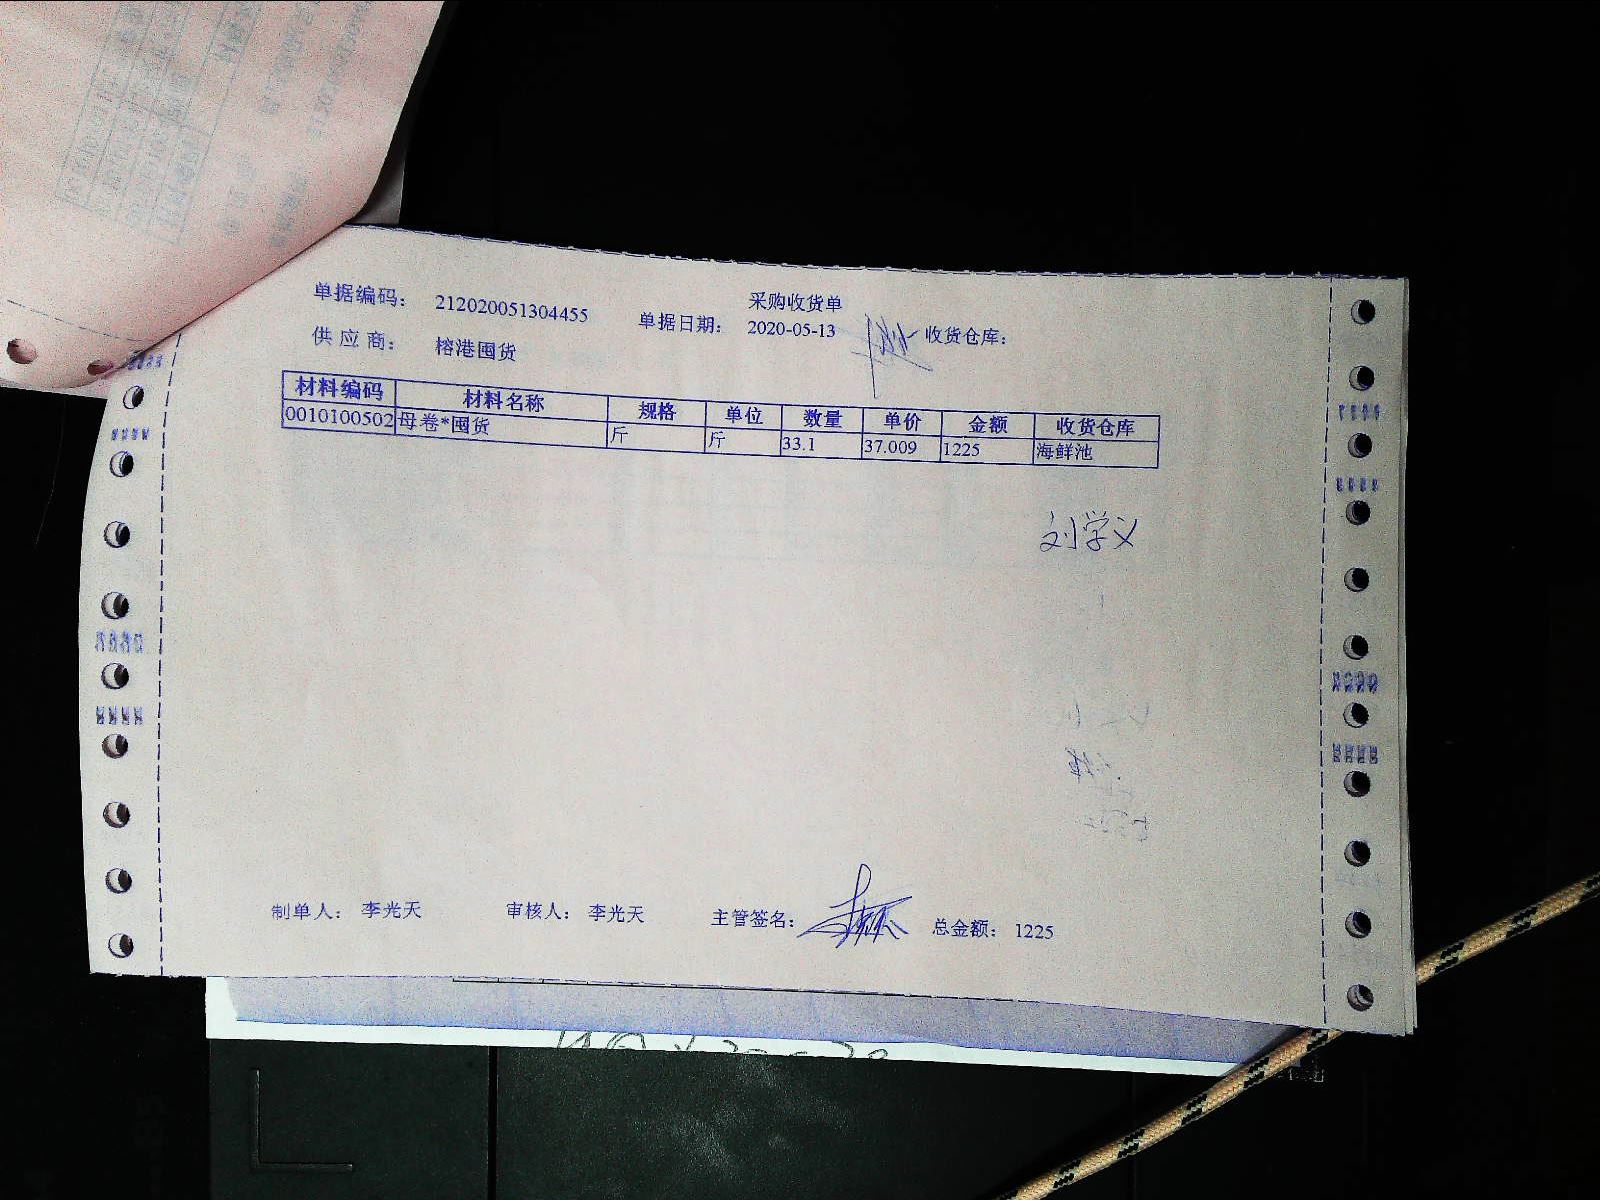 采购收货单
单据编码: 212020051304455 单据日期: 2020-05-13 收货仓库:
供应商: 榕港囤货
材料编码 材料名称 规格 单位 数量 单价 金额 收货仓库
0010100502 母卷*囤货 斤 斤 33.1 37.009 1225 海鲜池
刘学义
制单人: 李光天 审核人: 李光天 主管签名: 总金额: 1225